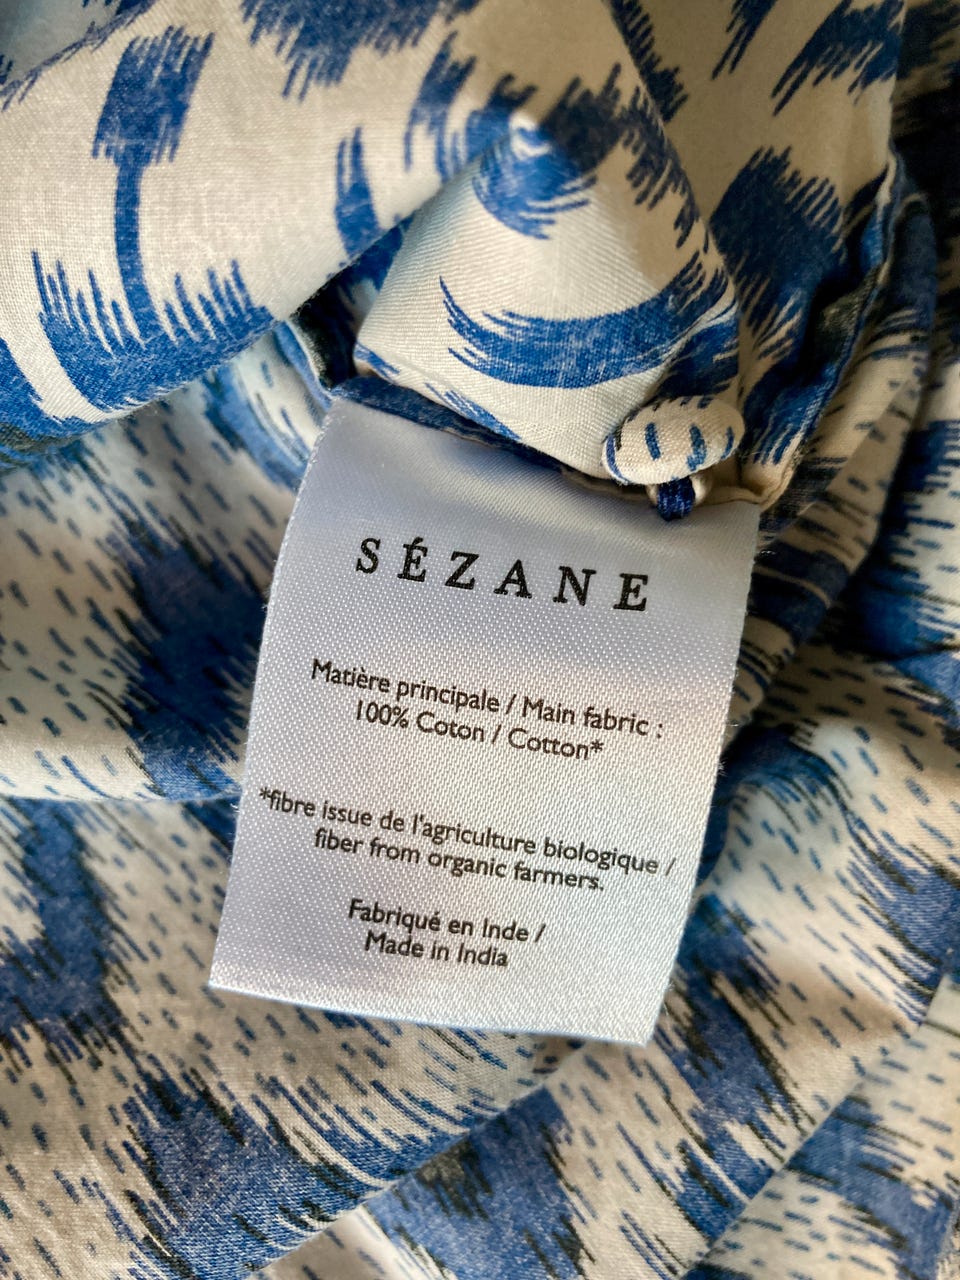 SÉZANE
Matière principale / Main fabric :
100% Coton / Cotton*
*fibre issue de l'agriculture biologique /
fiber from organic farmers.
Fabriqué en Inde /
Made in India